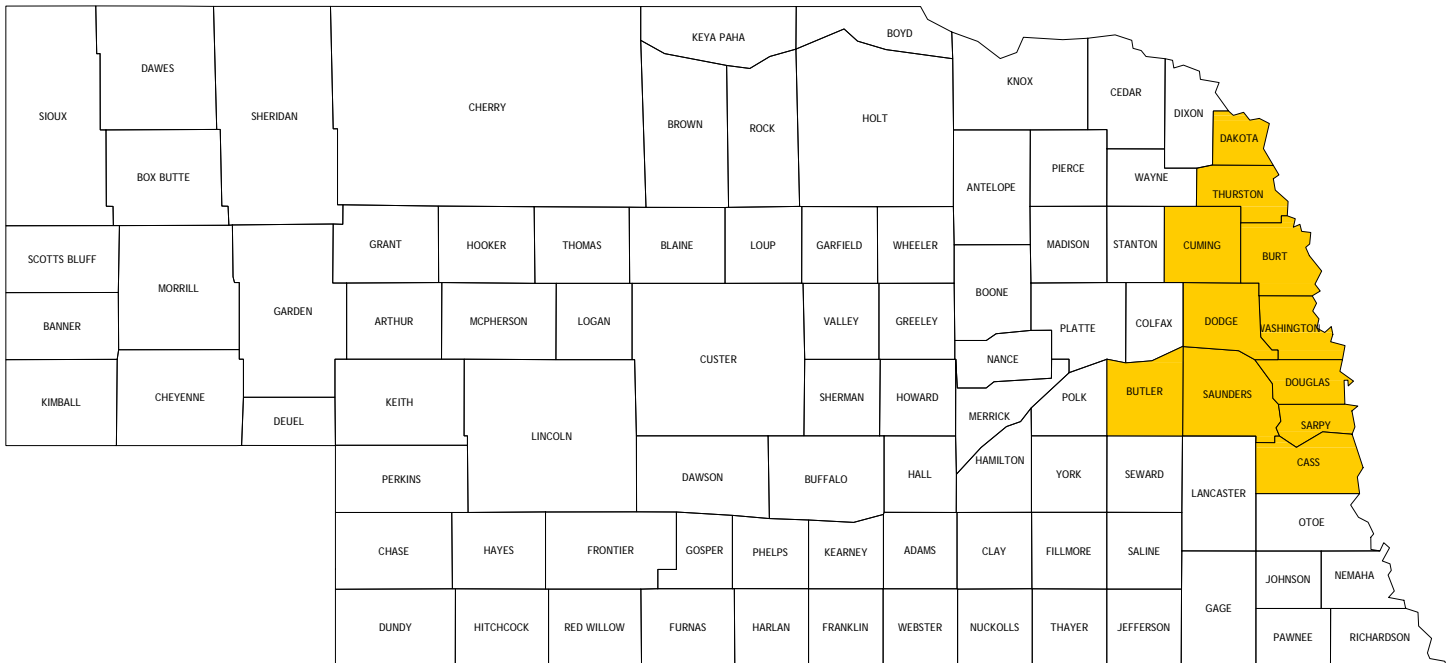 KEYA PAHA
BOYD
DAWES
KNOX
CEDAR
SIOUX
SHERIDAN
CHERRY
BROWN
ROCK
HOLT
DIXON
DAKOTA
BOX BUTTE
ANTELOPE
PIERCE
WAYNE
THURSTON
GRANT
HOOKER
THOMAS
BLAINE
LOUP
GARFIELD
WHEELER
MADISON
STANTON
CUMING
BURT
SCOTTS BLUFF
MORRILL
GARDEN
BOONE
BANNER
ARTHUR
MCPHERSON
LOGAN
CUSTER
VALLEY
GREELEY
PLATTE
COLFAX
DODGE
WASHINGTON
NANCE
KIMBALL
CHEYENNE
DEUEL
KEITH
LINCOLN
SHERMAN
HOWARD
MERRICK
POLK
BUTLER
SAUNDERS
DOUGLAS
SARPY
PERKINS
DAWSON
BUFFALO
HALL
HAMILTON
YORK
SEWARD
LANCASTER
CASS
OTOE
CHASE
HAYES
FRONTIER
GOSPER
PHELPS
KEARNEY
ADAMS
CLAY
FILLMORE
SALINE
GAGE
JOHNSON
NEMAHA
DUNDY
HITCHCOCK
RED WILLOW
FURNAS
HARLAN
FRANKLIN
WEBSTER
NUCKOLLS
THAYER
JEFFERSON
PAWNEE
RICHARDSON